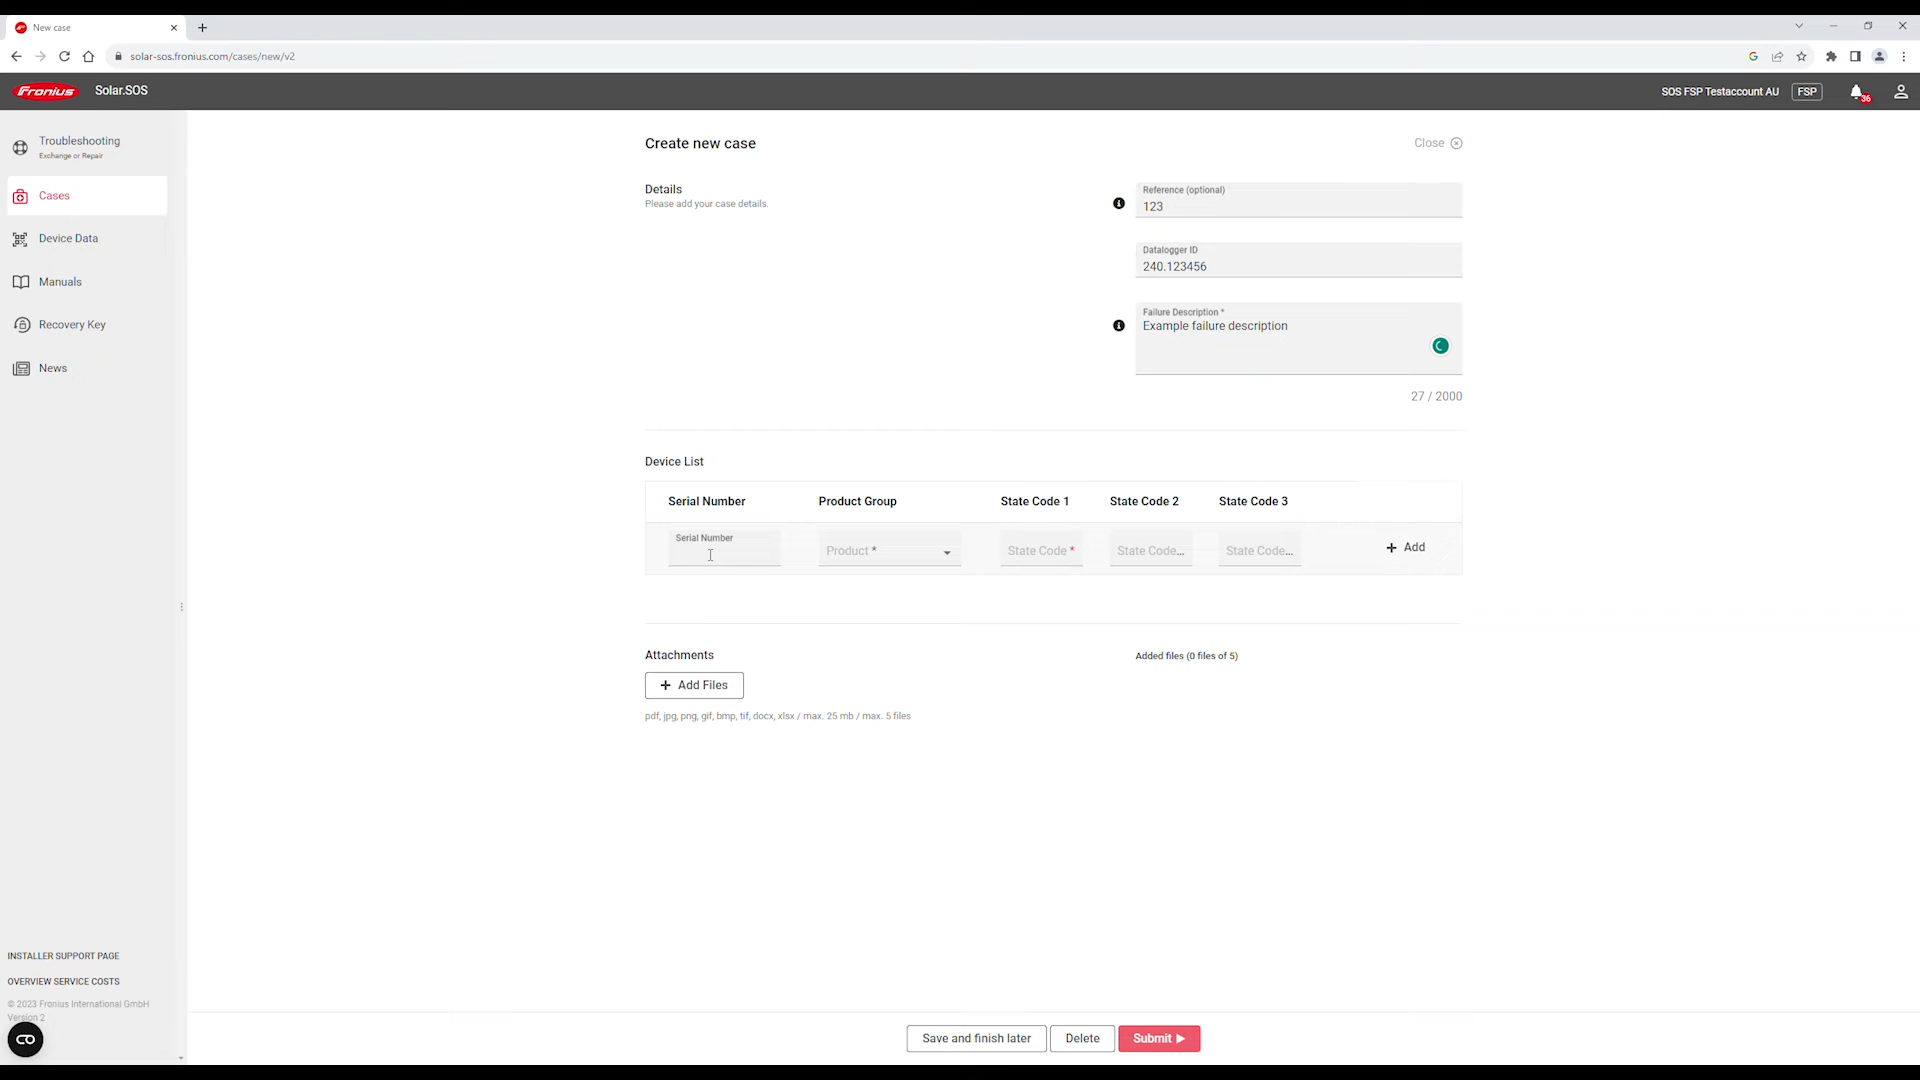 New case
solar-sos.fronius.com/cases/new/v2
Fronius
Solar.SOS
SOS FSP Testaccount AU
FSP
36
Troubleshooting
Exchange or Repair
Cases
Device Data
Manuals
Recovery Key
News
Create new case
Close
Details
Please add your case details.
Reference (optional)
123
Datalogger ID
240.123456
Failure Description *
Example failure description
27 / 2000
Device List
Serial Number Product Group State Code 1 State Code 2 State Code 3
Serial Number
Product * State Code * State Code... State Code... + Add
Attachments
Added files (0 files of 5)
+ Add Files
pdf, jpg, png, gif, bmp, tif, docx, xlsx / max. 25 mb / max. 5 files
INSTALLER SUPPORT PAGE
OVERVIEW SERVICE COSTS
© 2023 Fronius International GmbH
Version 2
Save and finish later
Delete
Submit